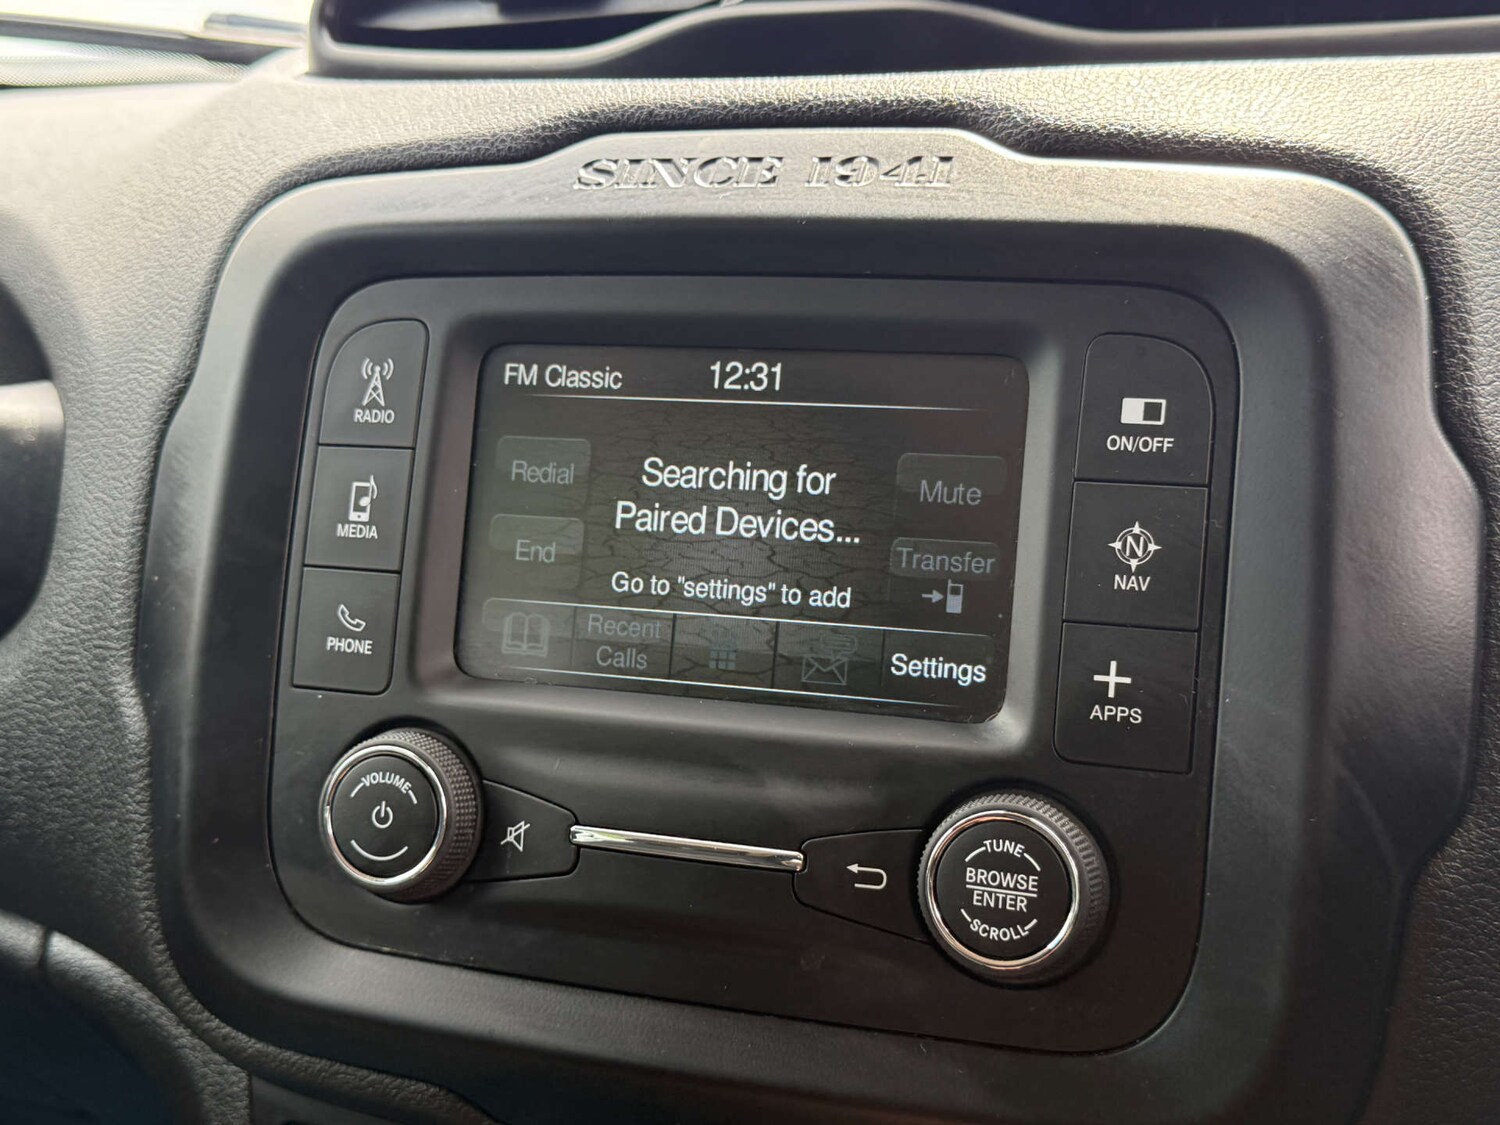 SINCE 1941
FM Classic 12:31
RADIO
MEDIA
PHONE
Redial
End
Searching for
Paired Devices...
Go to "settings" to add
Mute
Transfer
Recent
Calls
Settings
ON/OFF
N
NAV
APPS
VOLUME
TUNE
BROWSE
ENTER
SCROLL